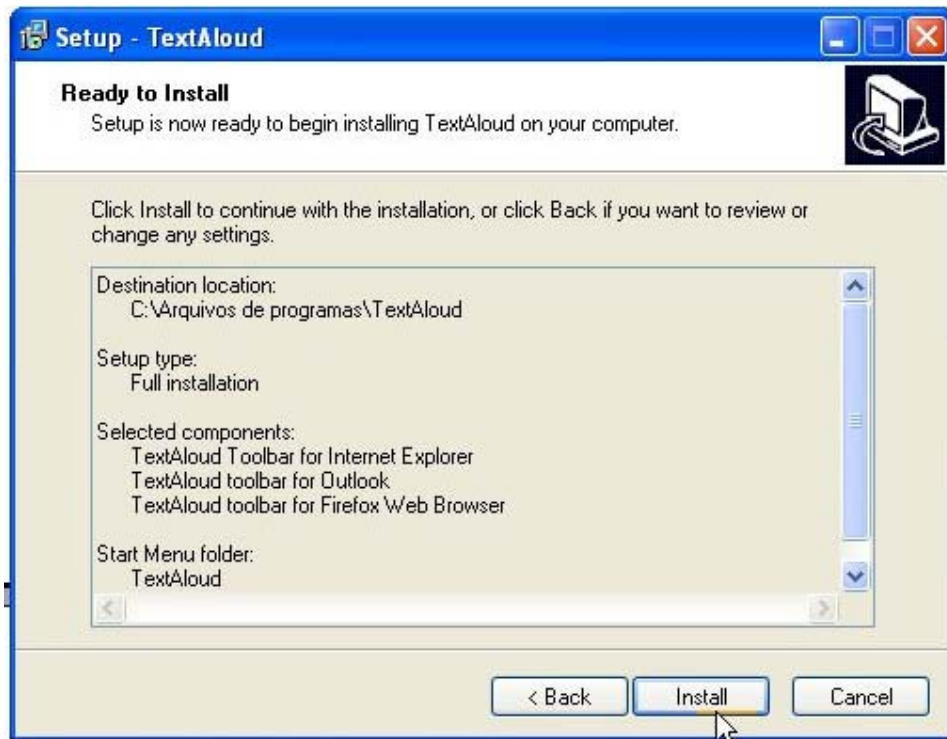 Setup - TextAloud
Ready to Install
Setup is now ready to begin installing TextAloud on your computer.
Click Install to continue with the installation, or click Back if you want to review or
change any settings.
Destination location:
C:\Arquivos de programas\TextAloud
Setup type:
Full installation
Selected components:
TextAloud Toolbar for Internet Explorer
TextAloud toolbar for Outlook
TextAloud toolbar for Firefox Web Browser
Start Menu folder:
TextAloud
< Back Install Cancel